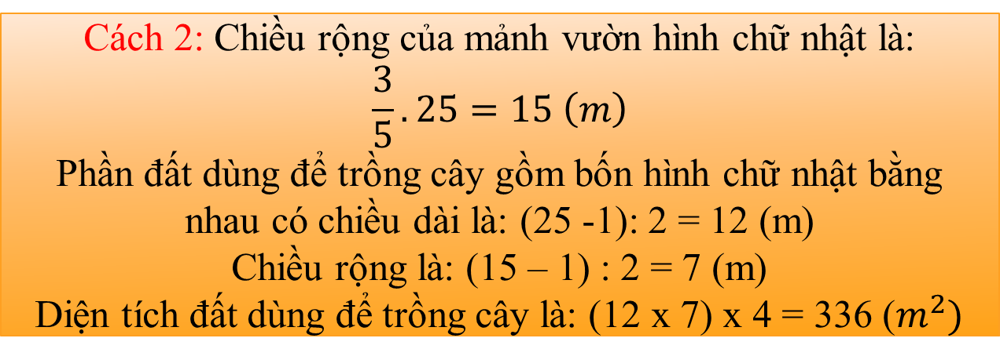 Cách 2: Chiều rộng của mảnh vườn hình chữ nhật là:
3/5 . 25 = 15 (m)
Phần đất dùng để trồng cây gồm bốn hình chữ nhật bằng
nhau có chiều dài là: (25 -1): 2 = 12 (m)
Chiều rộng là: (15 – 1) : 2 = 7 (m)
Diện tích đất dùng để trồng cây là: (12 x 7) x 4 = 336 (m²)